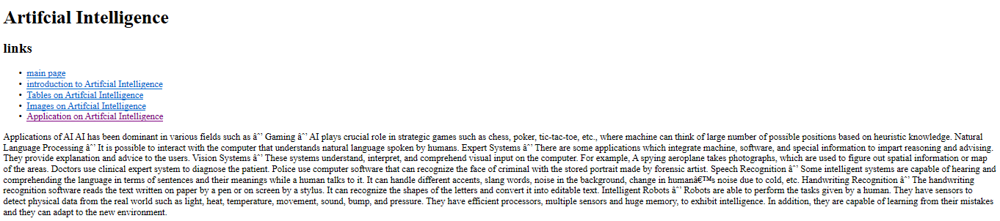 Artifcial Intelligence
links
• main page
• introduction to Artifcial Intelligence
• Tables on Artifcial Intelligence
• Images on Artifcial Intelligence
• Application on Artifcial Intelligence
Applications of AI AI has been dominant in various fields such as âˆ’ Gaming âˆ’ AI plays crucial role in strategic games such as chess, poker, tic-tac-toe, etc., where machine can think of large number of possible positions based on heuristic knowledge. Natural
Language Processing âˆ’ It is possible to interact with the computer that understands natural language spoken by humans. Expert Systems âˆ’ There are some applications which integrate machine, software, and special information to impart reasoning and advising.
They provide explanation and advice to the users. Vision Systems âˆ’ These systems understand, interpret, and comprehend visual input on the computer. For example, A spying aeroplane takes photographs, which are used to figure out spatial information or map
of the areas. Doctors use clinical expert system to diagnose the patient. Police use computer software that can recognize the face of criminal with the stored portrait made by forensic artist. Speech Recognition âˆ’ Some intelligent systems are capable of hearing and
comprehending the language in terms of sentences and their meanings while a human talks to it. It can handle different accents, slang words, noise in the background, change in humanâ€™s noise due to cold, etc. Handwriting Recognition âˆ’ The handwriting
recognition software reads the text written on paper by a pen or on screen by a stylus. It can recognize the shapes of the letters and convert it into editable text. Intelligent Robots âˆ’ Robots are able to perform the tasks given by a human. They have sensors to
detect physical data from the real world such as light, heat, temperature, movement, sound, bump, and pressure. They have efficient processors, multiple sensors and huge memory, to exhibit intelligence. In addition, they are capable of learning from their mistakes
and they can adapt to the new environment.